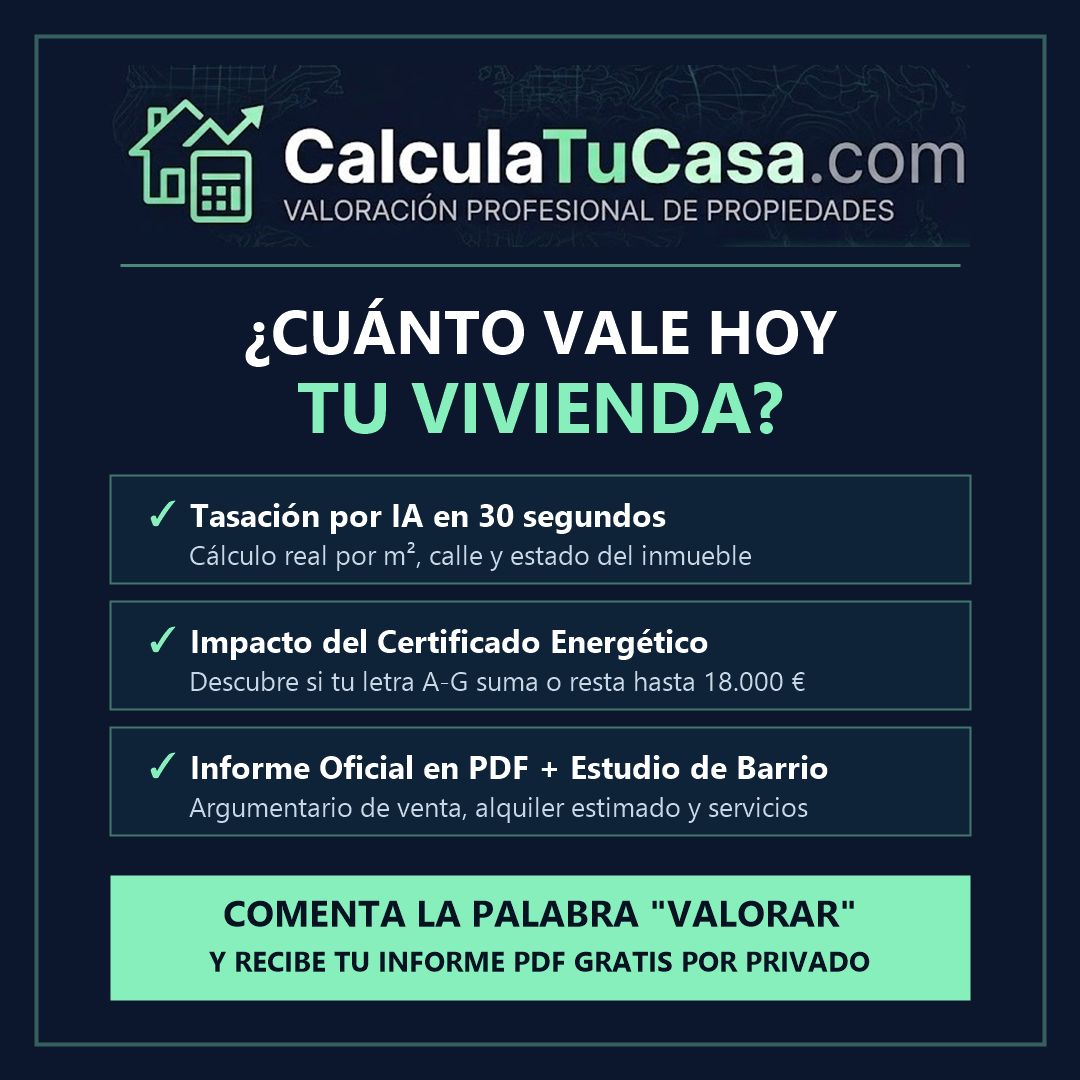 CalculaTuCasa.com
VALORACIÓN PROFESIONAL DE PROPIEDADES
¿CUÁNTO VALE HOY
TU VIVIENDA?
✓ Tasación por IA en 30 segundos
Cálculo real por m², calle y estado del inmueble
✓ Impacto del Certificado Energético
Descubre si tu letra A-G suma o resta hasta 18.000 €
✓ Informe Oficial en PDF + Estudio de Barrio
Argumentario de venta, alquiler estimado y servicios
COMENTA LA PALABRA "VALORAR"
Y RECIBE TU INFORME PDF GRATIS POR PRIVADO